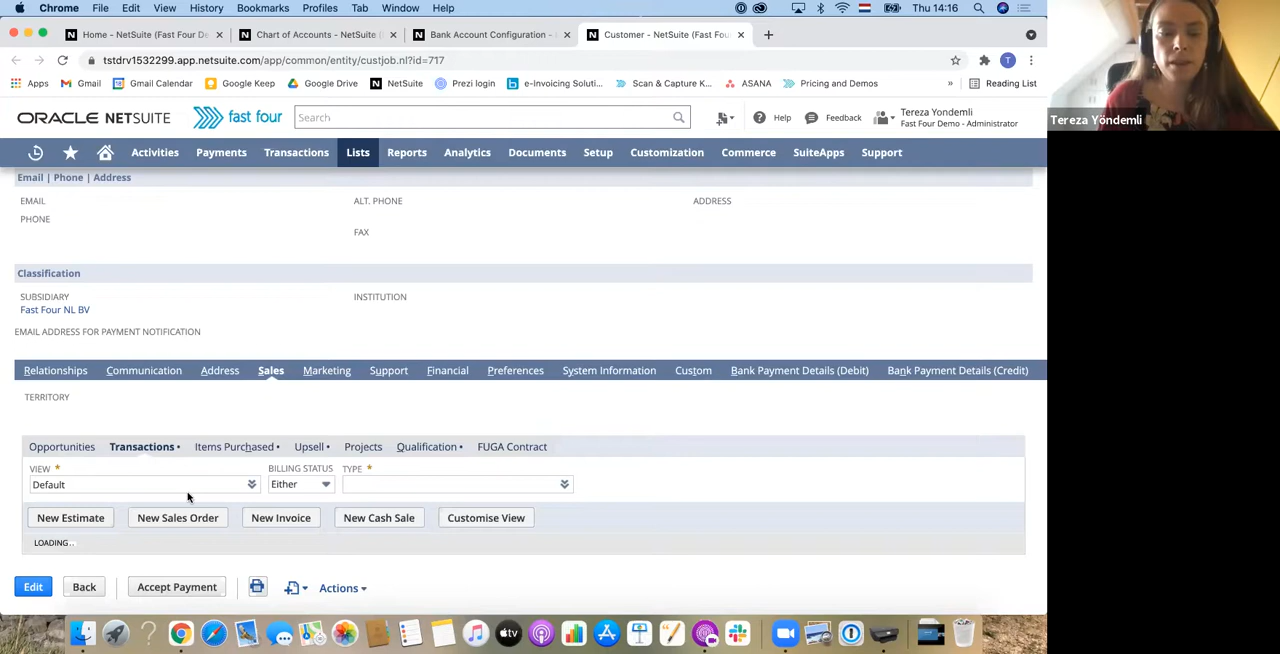 Chrome File Edit View History Bookmarks Profiles Tab Window Help Thu 14:16
Home - NetSuite (Fast Four De Chart of Accounts - NetSuite ( Bank Account Configuration - Customer - NetSuite (Fast Fou
tstdrv1532299.app.netsuite.com/app/common/entity/custjob.nl?id=717
Apps Gmail Gmail Calendar Google Keep Google Drive NetSuite Prezi login e-Invoicing Soluti... Scan & Capture K... ASANA Pricing and Demos » Reading List
ORACLE NETSUITE fast four Search Help Feedback Tereza Yöndemli
Fast Four Demo - Administrator
Tereza Yöndemli
Activities Payments Transactions Lists Reports Analytics Documents Setup Customization Commerce SuiteApps Support
Email | Phone | Address
EMAIL ALT. PHONE ADDRESS
PHONE
FAX
Classification
SUBSIDIARY INSTITUTION
Fast Four NL BV
EMAIL ADDRESS FOR PAYMENT NOTIFICATION
Relationships Communication Address Sales Marketing Support Financial Preferences System Information Custom Bank Payment Details (Debit) Bank Payment Details (Credit)
TERRITORY
Opportunities Transactions • Items Purchased • Upsell • Projects Qualification • FUGA Contract
VIEW * BILLING STATUS TYPE *
Default Either
New Estimate New Sales Order New Invoice New Cash Sale Customise View
LOADING..
Edit Back Accept Payment Actions
tv